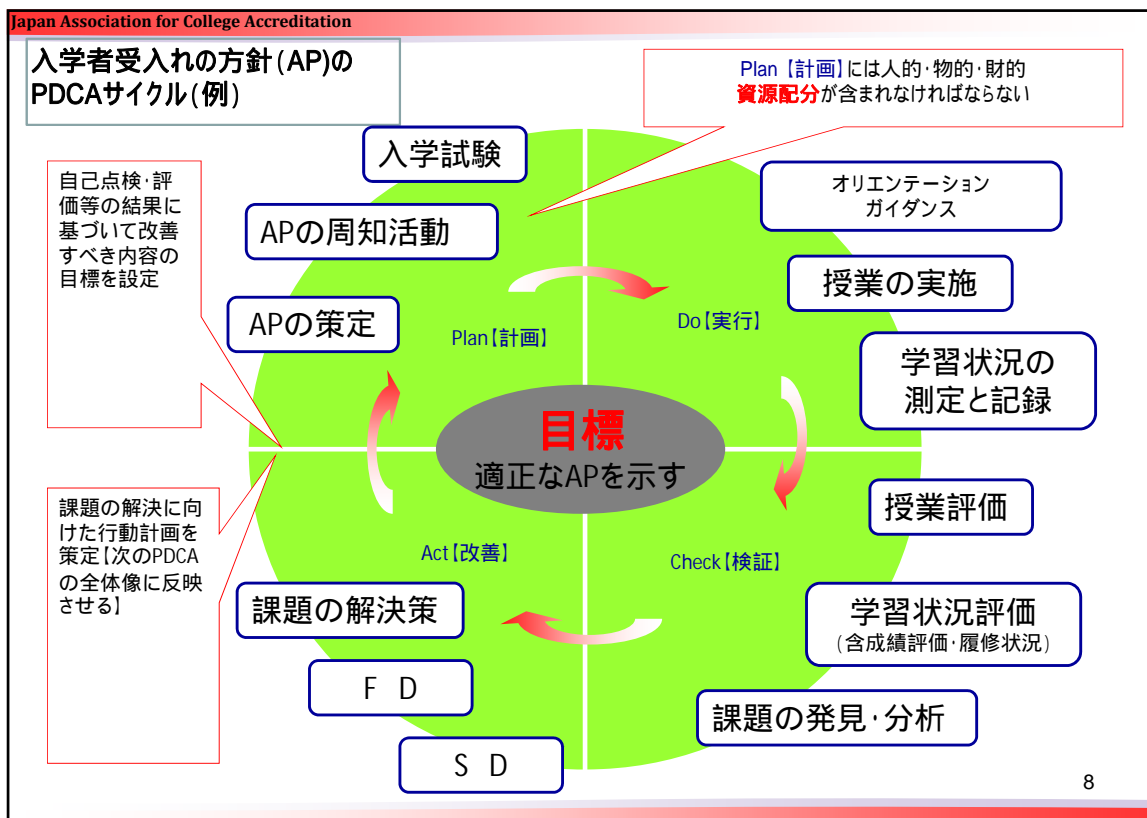 Japan Association for College Accreditation
入学者受入れの方針(AP)の
PDCAサイクル(例)
Plan【計画】には人的・物的・財的
資源配分が含まれなければならない
自己点検・評
価等の結果に
基づいて改善
すべき内容の
目標を設定
入学試験
APの周知活動
APの策定
Plan【計画】
オリエンテーション
ガイダンス
授業の実施
Do【実行】
学習状況の
測定と記録
目標
適正なAPを示す
課題の解決に向
けた行動計画を
策定【次のPDCA
の全体像に反映
させる】
授業評価
Check【検証】
学習状況評価
(含成績評価・履修状況)
課題の発見・分析
Act【改善】
課題の解決策
F D
S D
8